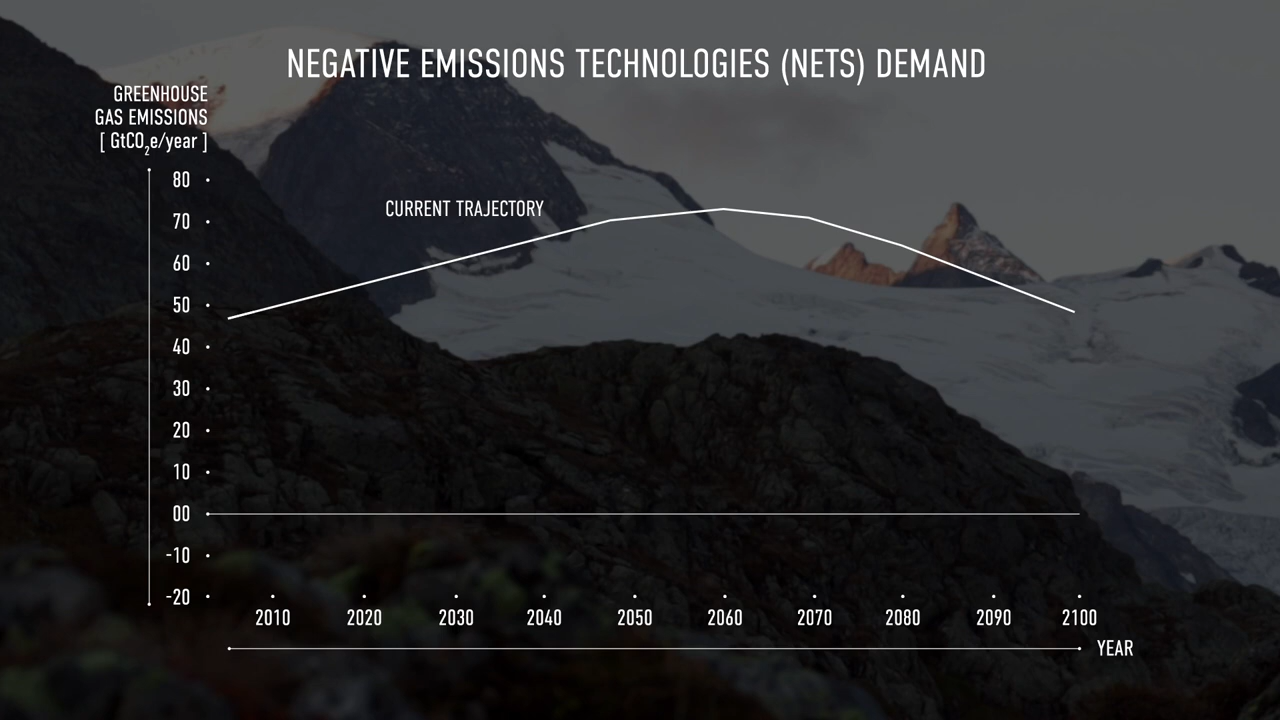 NEGATIVE EMISSIONS TECHNOLOGIES (NETS) DEMAND
GREENHOUSE
GAS EMISSIONS
[ GtCO₂e/year ]
80
CURRENT TRAJECTORY
70
60
50
40
30
20
10
00
-10
-20
2010 2020 2030 2040 2050 2060 2070 2080 2090 2100
YEAR